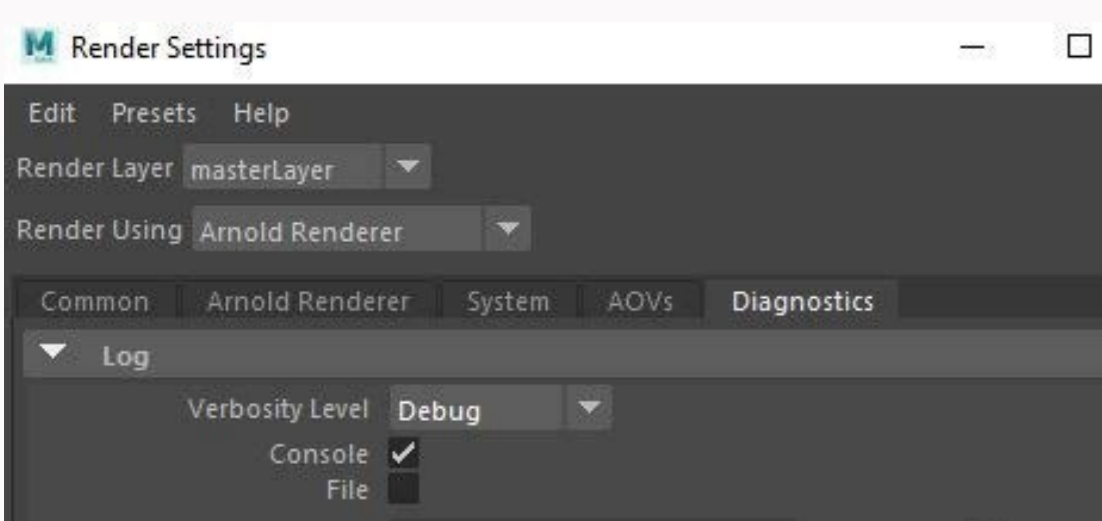 Render Settings
Edit Presets Help
Render Layer masterLayer
Render Using Arnold Renderer
Common Arnold Renderer System AOVs Diagnostics
Log
Verbosity Level Debug
Console
File